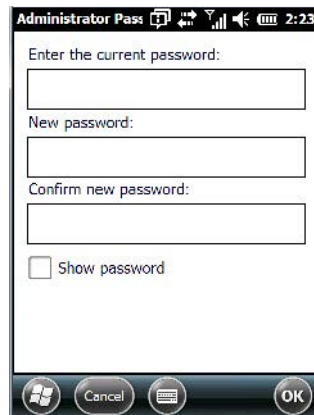 Administrator Pass 2:23
Enter the current password:
New password:
Confirm new password:
Show password
Cancel OK